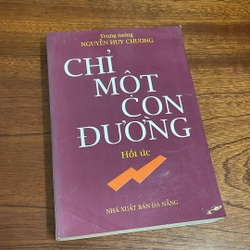 Trung tướng
NGUYỄN HUY CHƯƠNG
CHỈ
MỘT
CON
ĐƯỜNG
Hồi ức
NHÀ XUẤT BẢN ĐÀ NẴNG